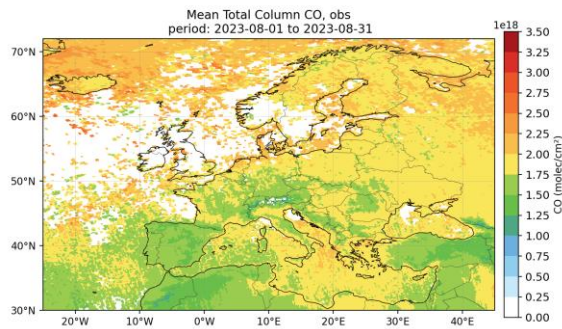 Mean Total Column CO, obs
period: 2023-08-01 to 2023-08-31
1e18
70°N
60°N
50°N
40°N
30°N
20°W
10°W
0°W
10°E
20°E
30°E
40°E
3.50
3.25
3.00
2.75
2.50
2.25
2.00
1.75
1.50
1.25
1.00
0.75
0.50
0.25
0.00
CO (molec/cm²)